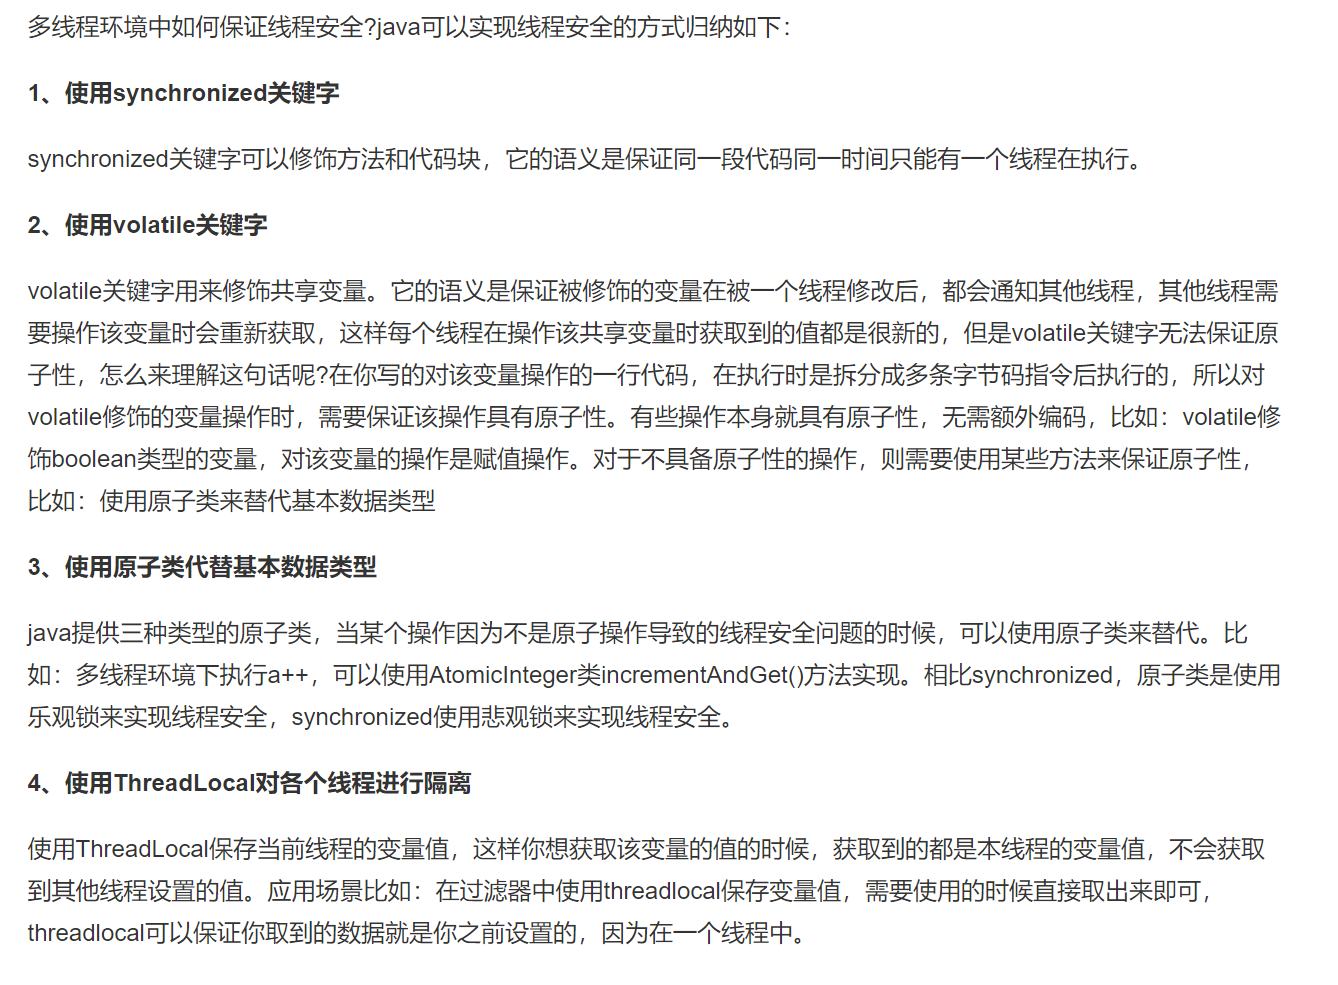 多线程环境中如何保证线程安全?java可以实现线程安全的方式归纳如下：
1、使用synchronized关键字
synchronized关键字可以修饰方法和代码块，它的语义是保证同一段代码同一时间只能有一个线程在执行。
2、使用volatile关键字
volatile关键字用来修饰共享变量。它的语义是保证被修饰的变量在被一个线程修改后，都会通知其他线程，其他线程需
要操作该变量时会重新获取，这样每个线程在操作该共享变量时获取到的值都是很新的，但是volatile关键字无法保证原
子性，怎么来理解这句话呢?在你写的对该变量操作的一行代码，在执行时是拆分成多条字节码指令后执行的，所以对
volatile修饰的变量操作时，需要保证该操作具有原子性。有些操作本身就具有原子性，无需额外编码，比如：volatile修
饰boolean类型的变量，对该变量的操作是赋值操作。对于不具备原子性的操作，则需要使用某些方法来保证原子性，
比如：使用原子类来替代基本数据类型
3、使用原子类代替基本数据类型
java提供三种类型的原子类，当某个操作因为不是原子操作导致的线程安全问题的时候，可以使用原子类来替代。比
如：多线程环境下执行a++，可以使用AtomicInteger类incrementAndGet()方法实现。相比synchronized，原子类是使用
乐观锁来实现线程安全，synchronized使用悲观锁来实现线程安全。
4、使用ThreadLocal对各个线程进行隔离
使用ThreadLocal保存当前线程的变量值，这样你想获取该变量的值的时候，获取到的都是本线程的变量值，不会获取
到其他线程设置的值。应用场景比如：在过滤器中使用threadlocal保存变量值，需要使用的时候直接取出来即可，
threadlocal可以保证你取到的数据就是你之前设置的，因为在一个线程中。